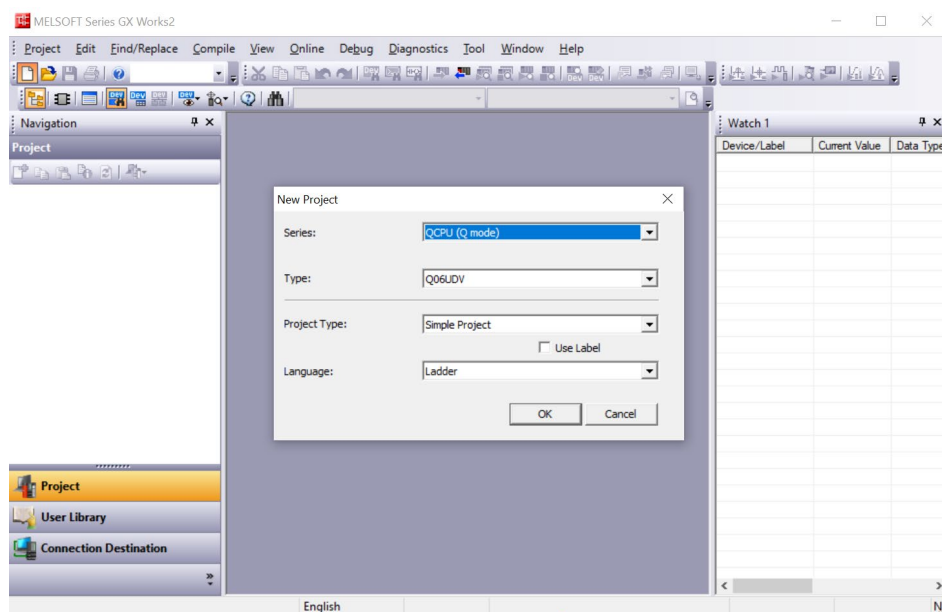 MELSOFT Series GX Works2
Project Edit Find/Replace Compile View Online Debug Diagnostics Tool Window Help
Navigation
Project
Watch 1
Device/Label Current Value Data Type
New Project
Series: QCPU (Q mode)
Type: Q06UDV
Project Type: Simple Project
Use Label
Language: Ladder
OK Cancel
Project
User Library
Connection Destination
English
N